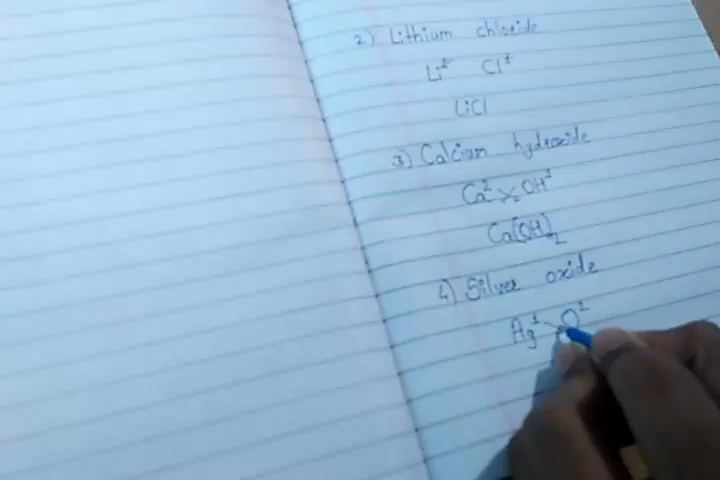 2) Lithium chloride
Li¹ Cl¹
LiCl
3) Calcium hydroxide
Ca² OH¹
Ca(OH)₂
4) Silver oxide
Ag¹ O²